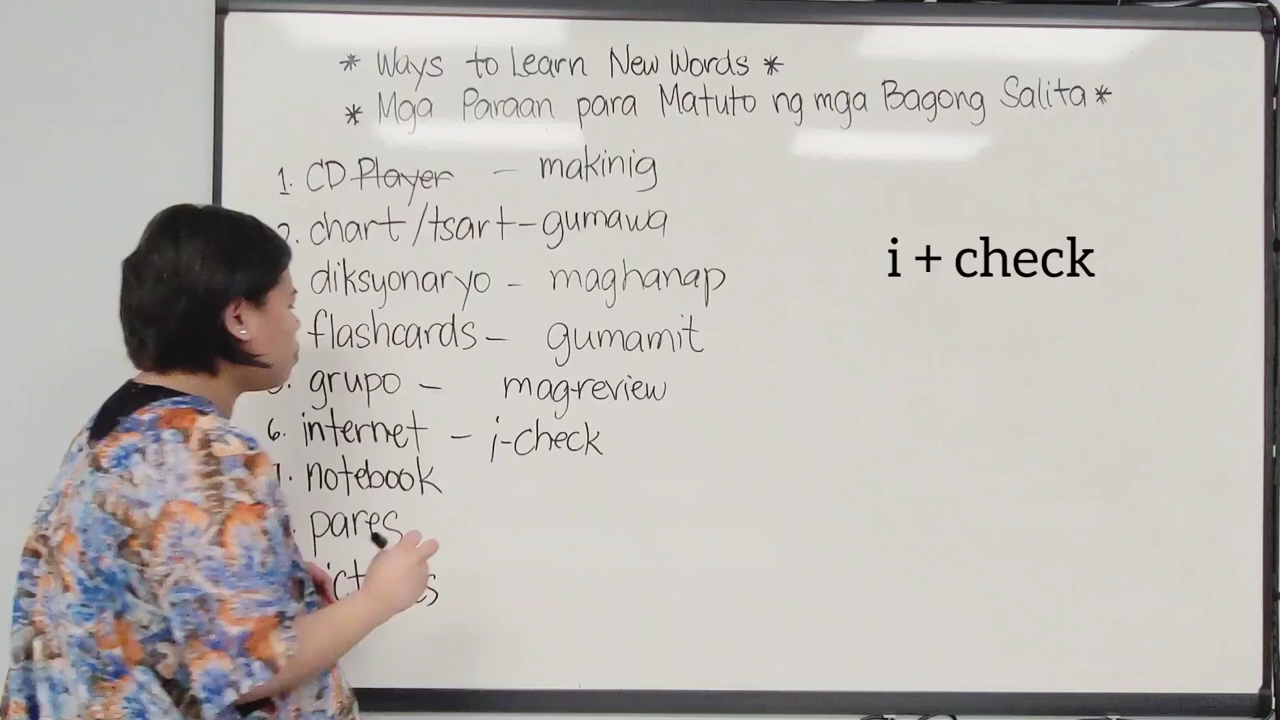 * Ways to Learn New Words *
* Mga Paraan para Matuto ng mga Bagong Salita *
1. CD Player - makinig
2. chart /tsart - gumawa
diksyonaryo - maghanap
flashcards - gumamit
grupo - mag-review
6. internet - i-check
notebook
pares
i + check